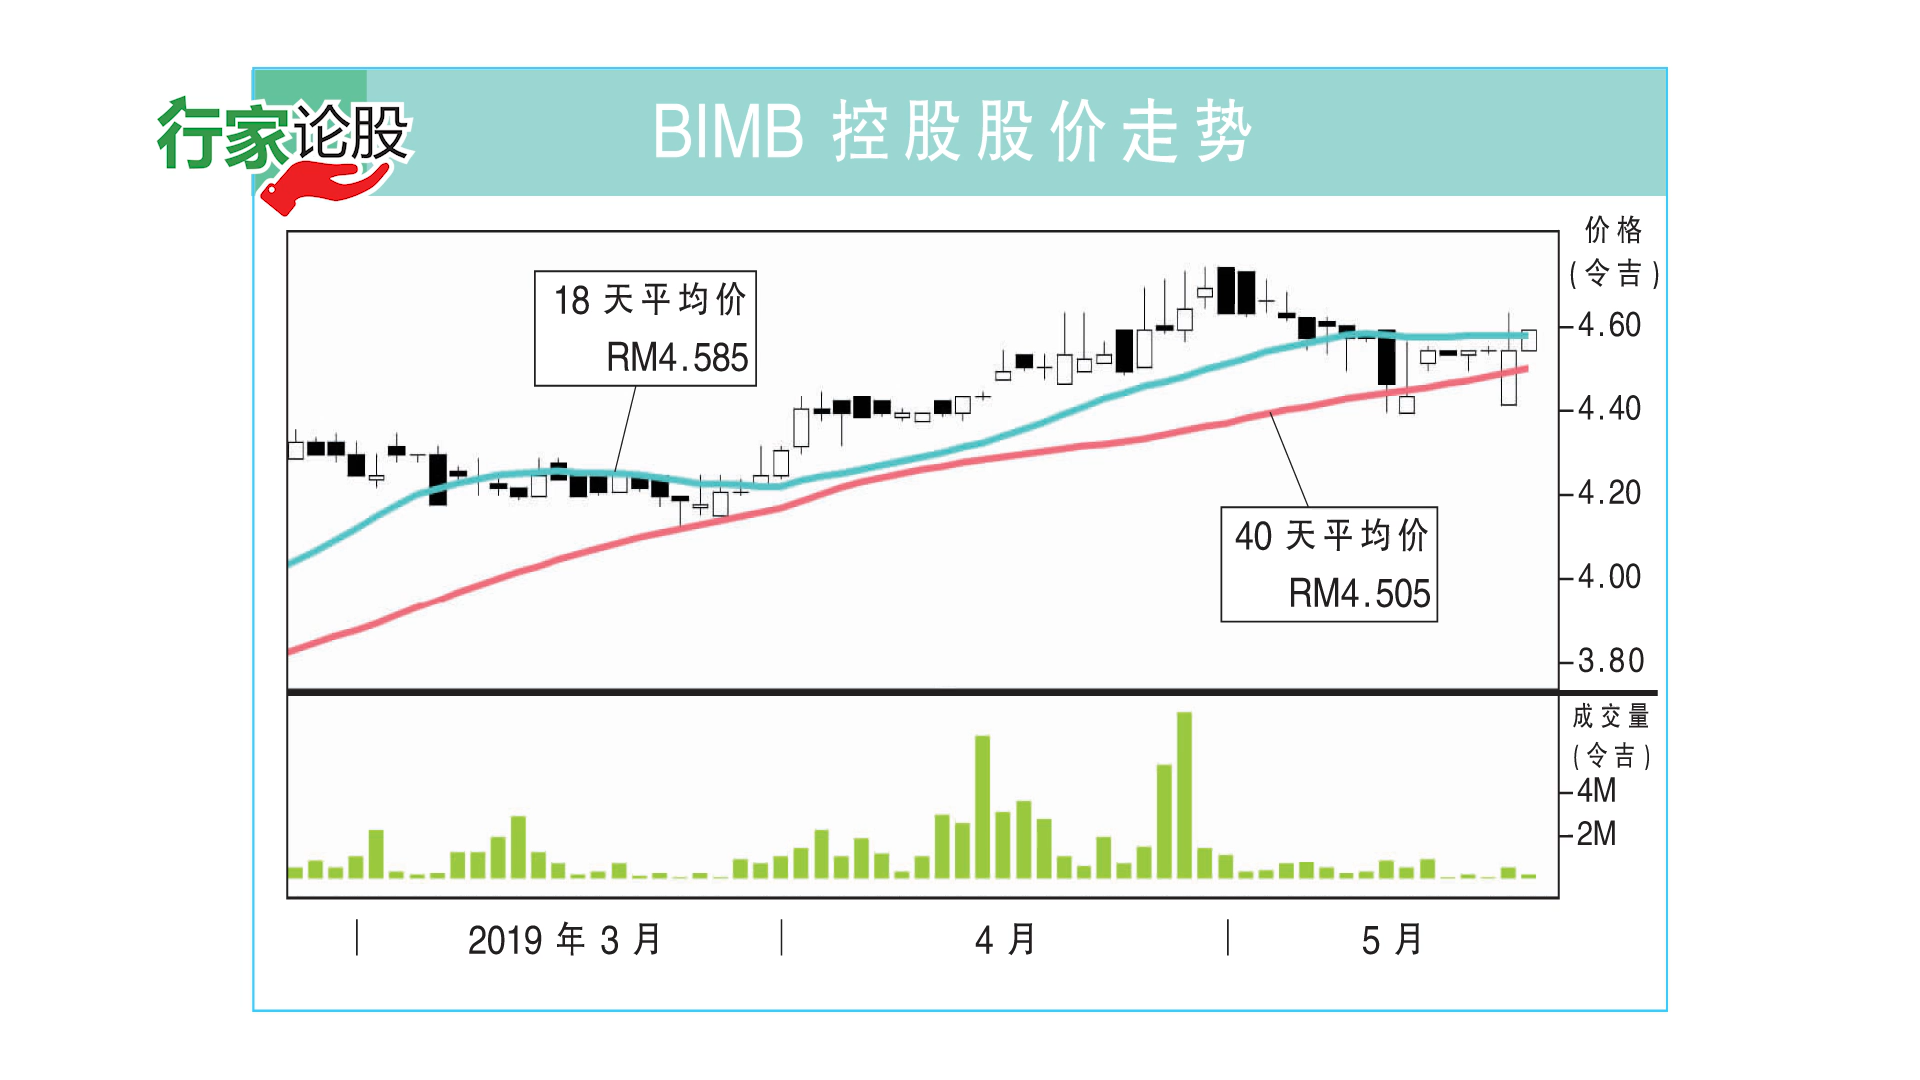 行家论股
BIMB 控股股价走势
价格
(令吉)
18 天平均价
RM4.585
4.60
4.40
4.20
40 天平均价
RM4.505
4.00
3.80
成交量
(令吉)
4M
2M
2019 年 3 月
4 月
5 月